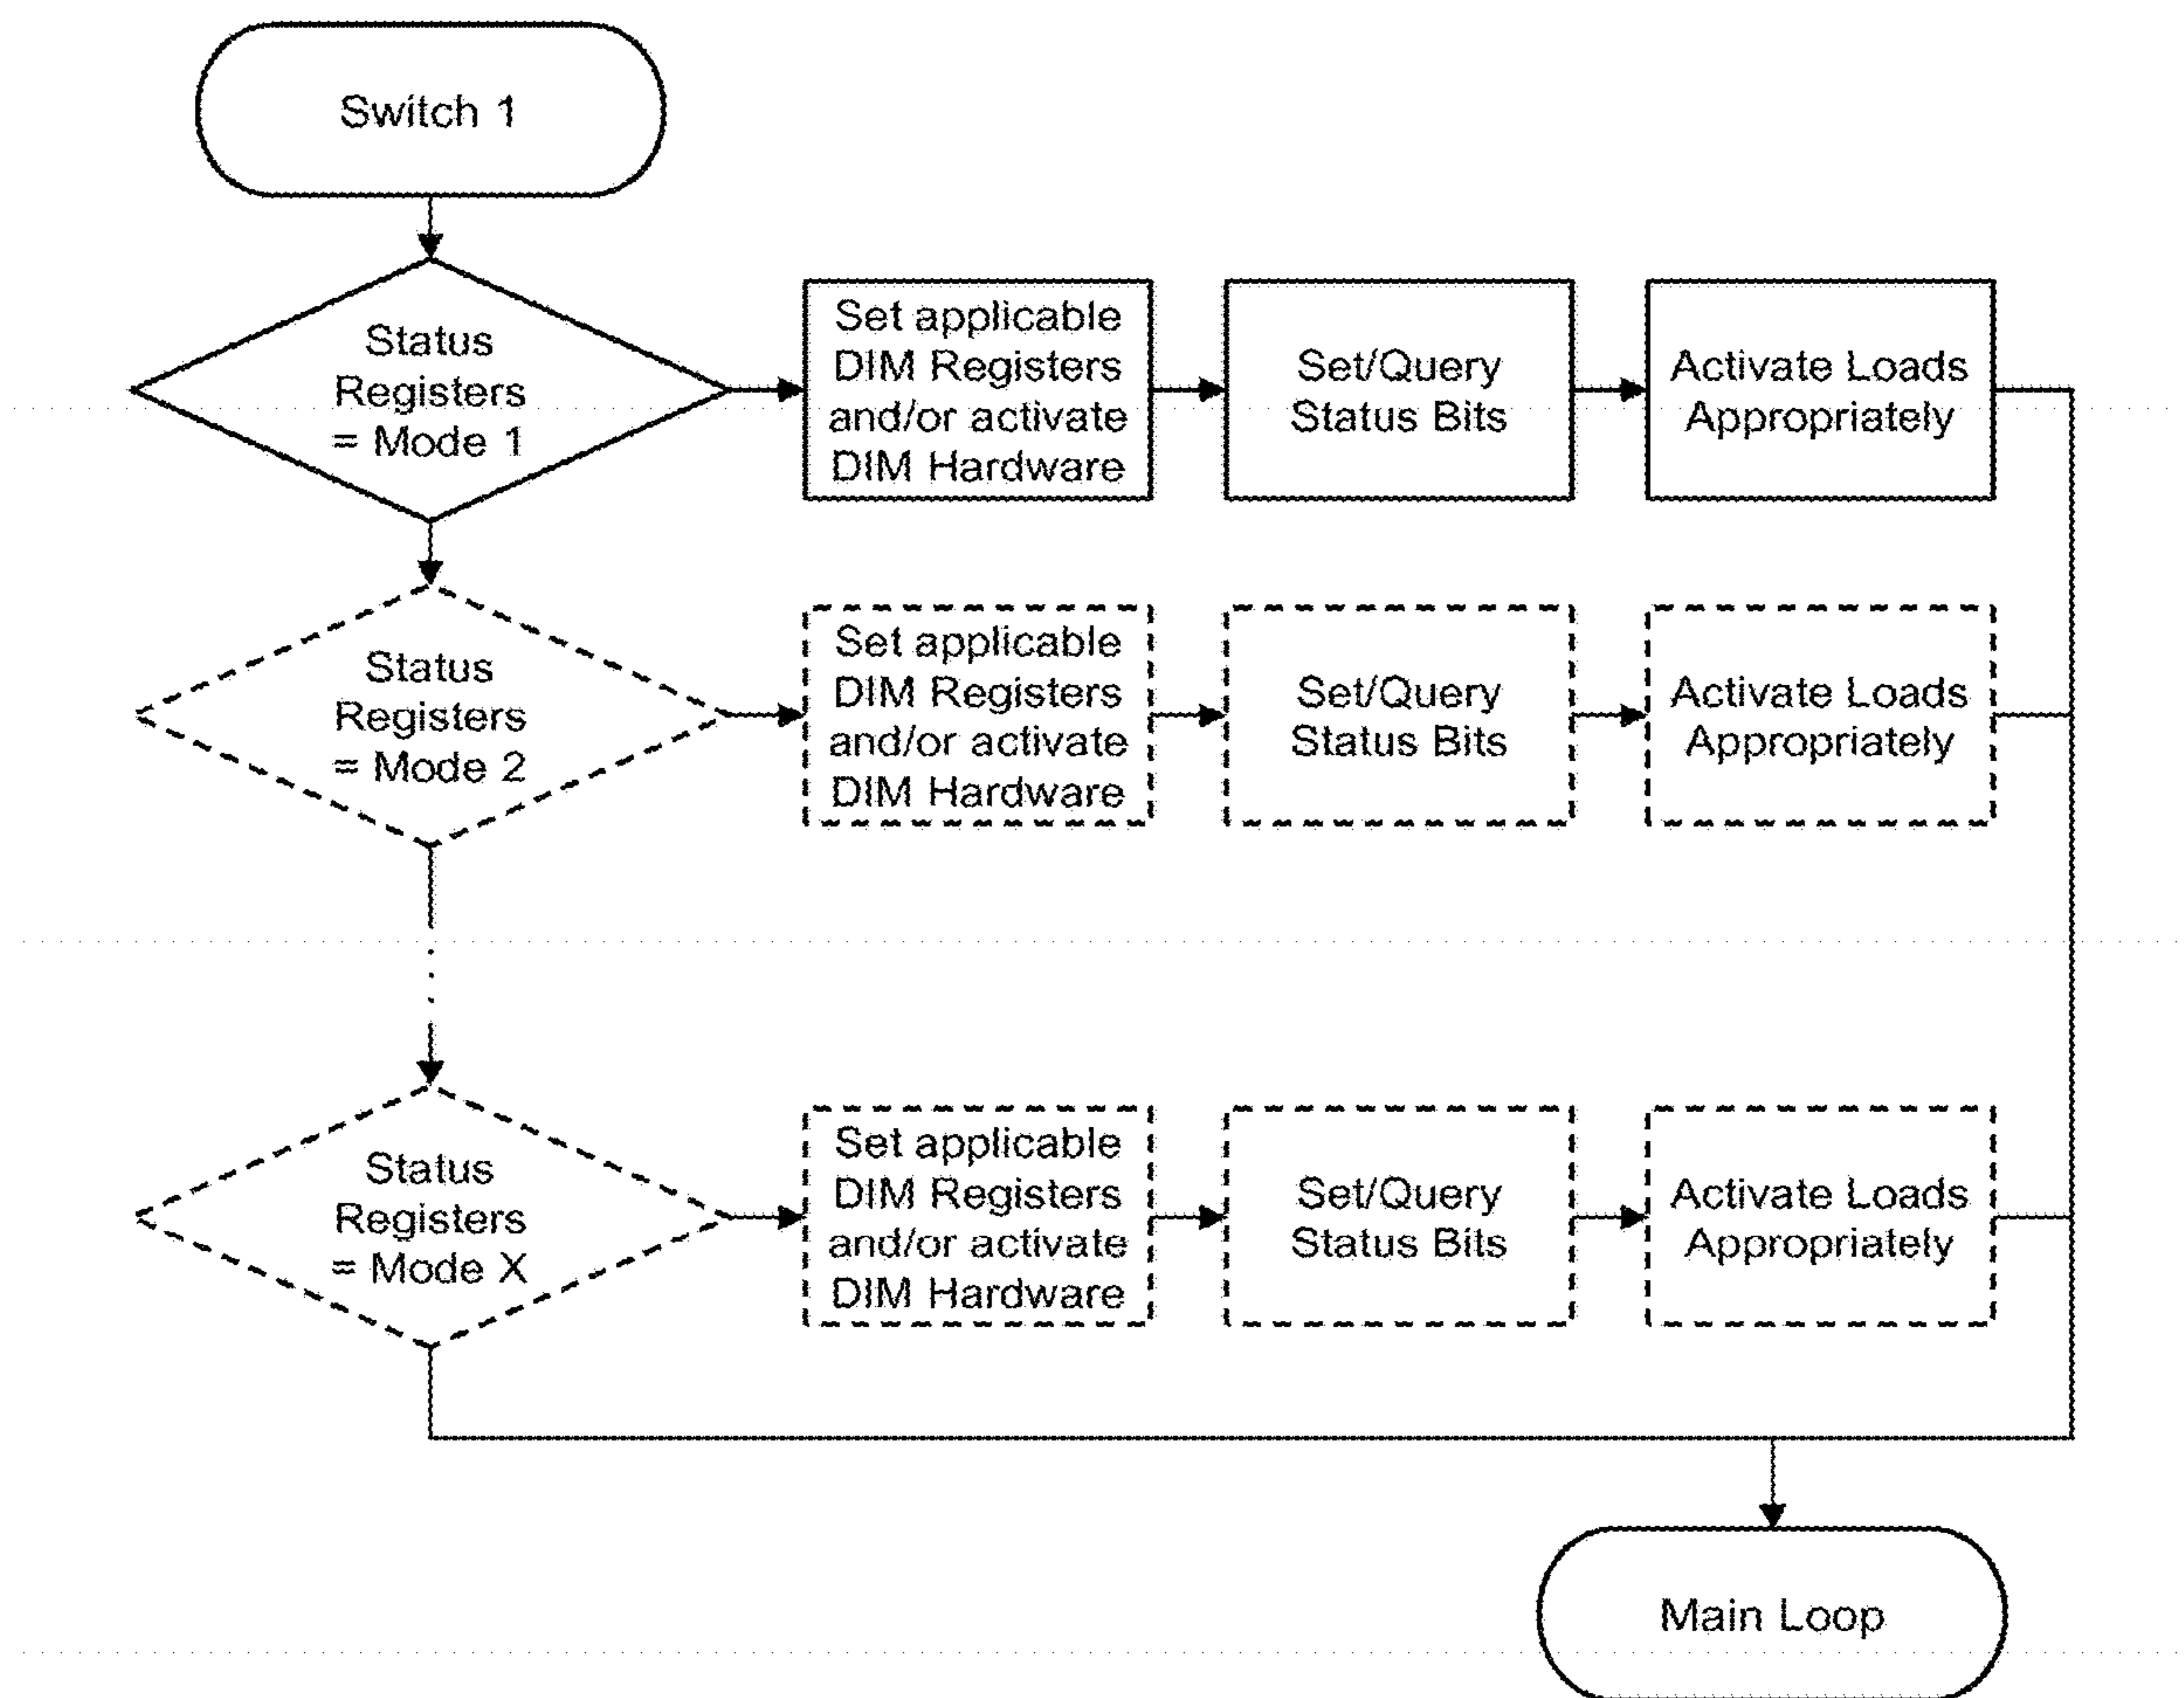 Switch 1
Status
Registers
= Mode 1
Set applicable
DIM Registers
and/or activate
DIM Hardware
Set/Query
Status Bits
Activate Loads
Appropriately
Status
Registers
= Mode 2
Set applicable
DIM Registers
and/or activate
DIM Hardware
Set/Query
Status Bits
Activate Loads
Appropriately
Status
Registers
= Mode X
Set applicable
DIM Registers
and/or activate
DIM Hardware
Set/Query
Status Bits
Activate Loads
Appropriately
Main Loop